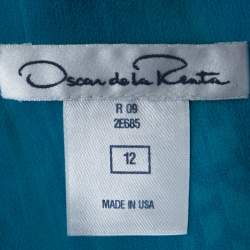 Oscar de la Renta
R 09
2E685
12
MADE IN USA